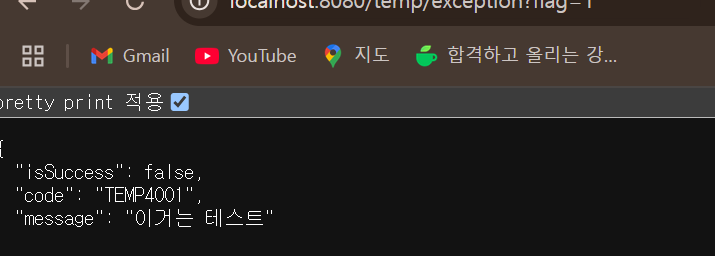 localhost:8080/temp/exception?flag=1
Gmail YouTube 지도 합격하고 올리는 강...
pretty print 적용
{
"isSuccess": false,
"code": "TEMP4001",
"message": "이거는 테스트"